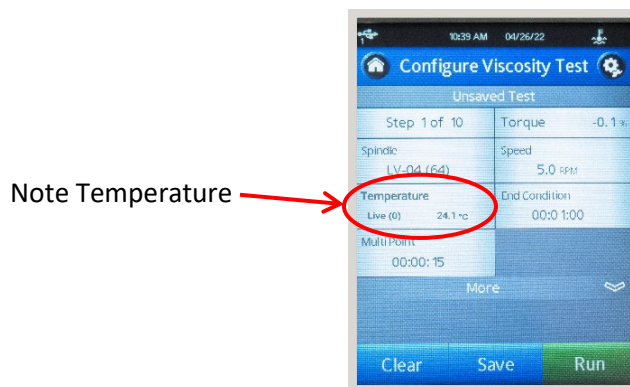 1 10:39 AM 04/26/22
Configure Viscosity Test
Unsaved Test
Step 1 of 10 Torque -0.1 %
Spindle Speed
LV-04 (64) 5.0 RPM
Note Temperature
Temperature End Condition
Live (0) 24.1 °C 00:01:00
Multi Point
00:00:15
More
Clear Save Run